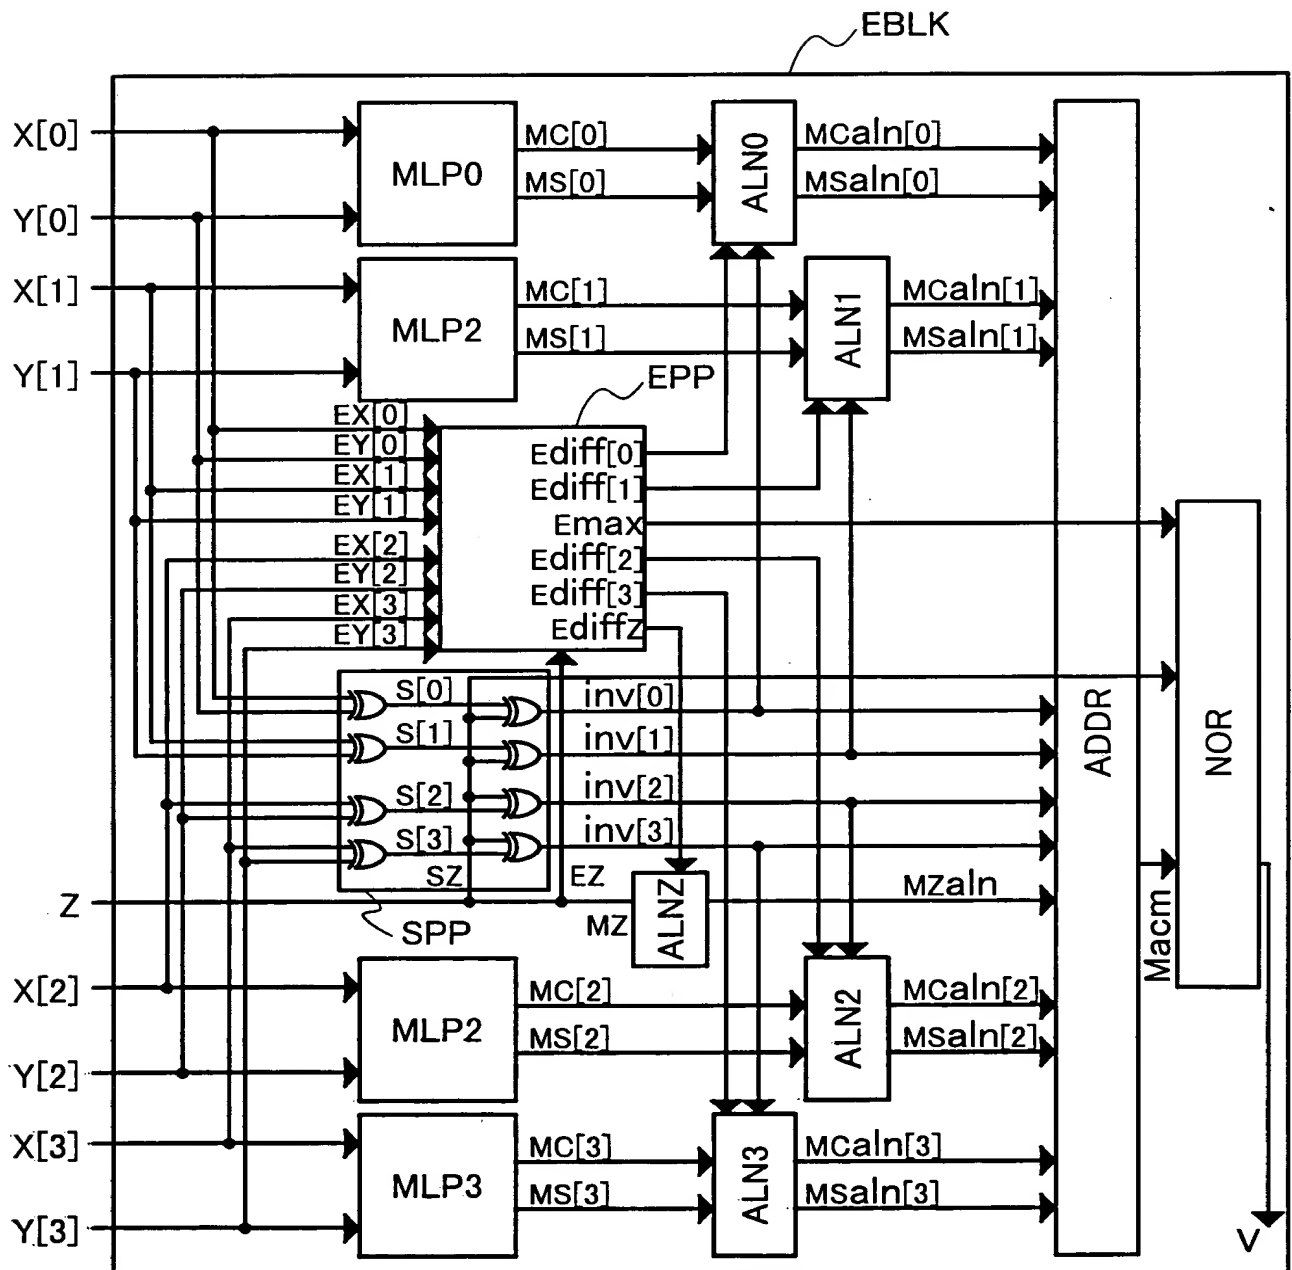 EBLK
X[0]
MLP0
MC[0]
MS[0]
ALN0
MCaln[0]
MSaln[0]
Y[0]
X[1]
MLP2
MC[1]
MS[1]
ALN1
MCaln[1]
MSaln[1]
Y[1]
EPP
EX[0]
EY[0]
EX[1]
EY[1]
EX[2]
EY[2]
EX[3]
EY[3]
Ediff[0]
Ediff[1]
Emax
Ediff[2]
Ediff[3]
EdiffZ
S[0]
S[1]
S[2]
S[3]
SZ
inv[0]
inv[1]
inv[2]
inv[3]
EZ
ADDR
NOR
Z
SPP
MZ
ALNZ
MZaln
Macm
X[2]
MLP2
MC[2]
MS[2]
ALN2
MCaln[2]
MSaln[2]
Y[2]
X[3]
MLP3
MC[3]
MS[3]
ALN3
MCaln[3]
MSaln[3]
Y[3]
V